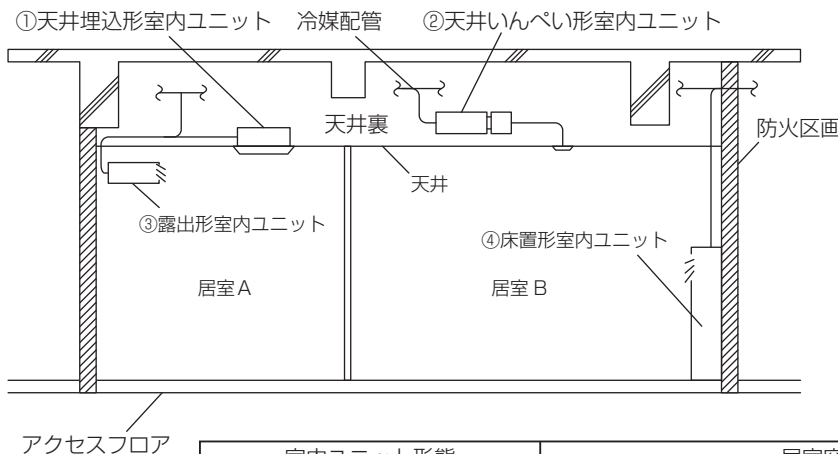 ①天井埋込形室内ユニット 冷媒配管 ②天井いんぺい形室内ユニット
天井裏
防火区画
天井
③露出形室内ユニット
④床置形室内ユニット
居室A
居室B
アクセスフロア